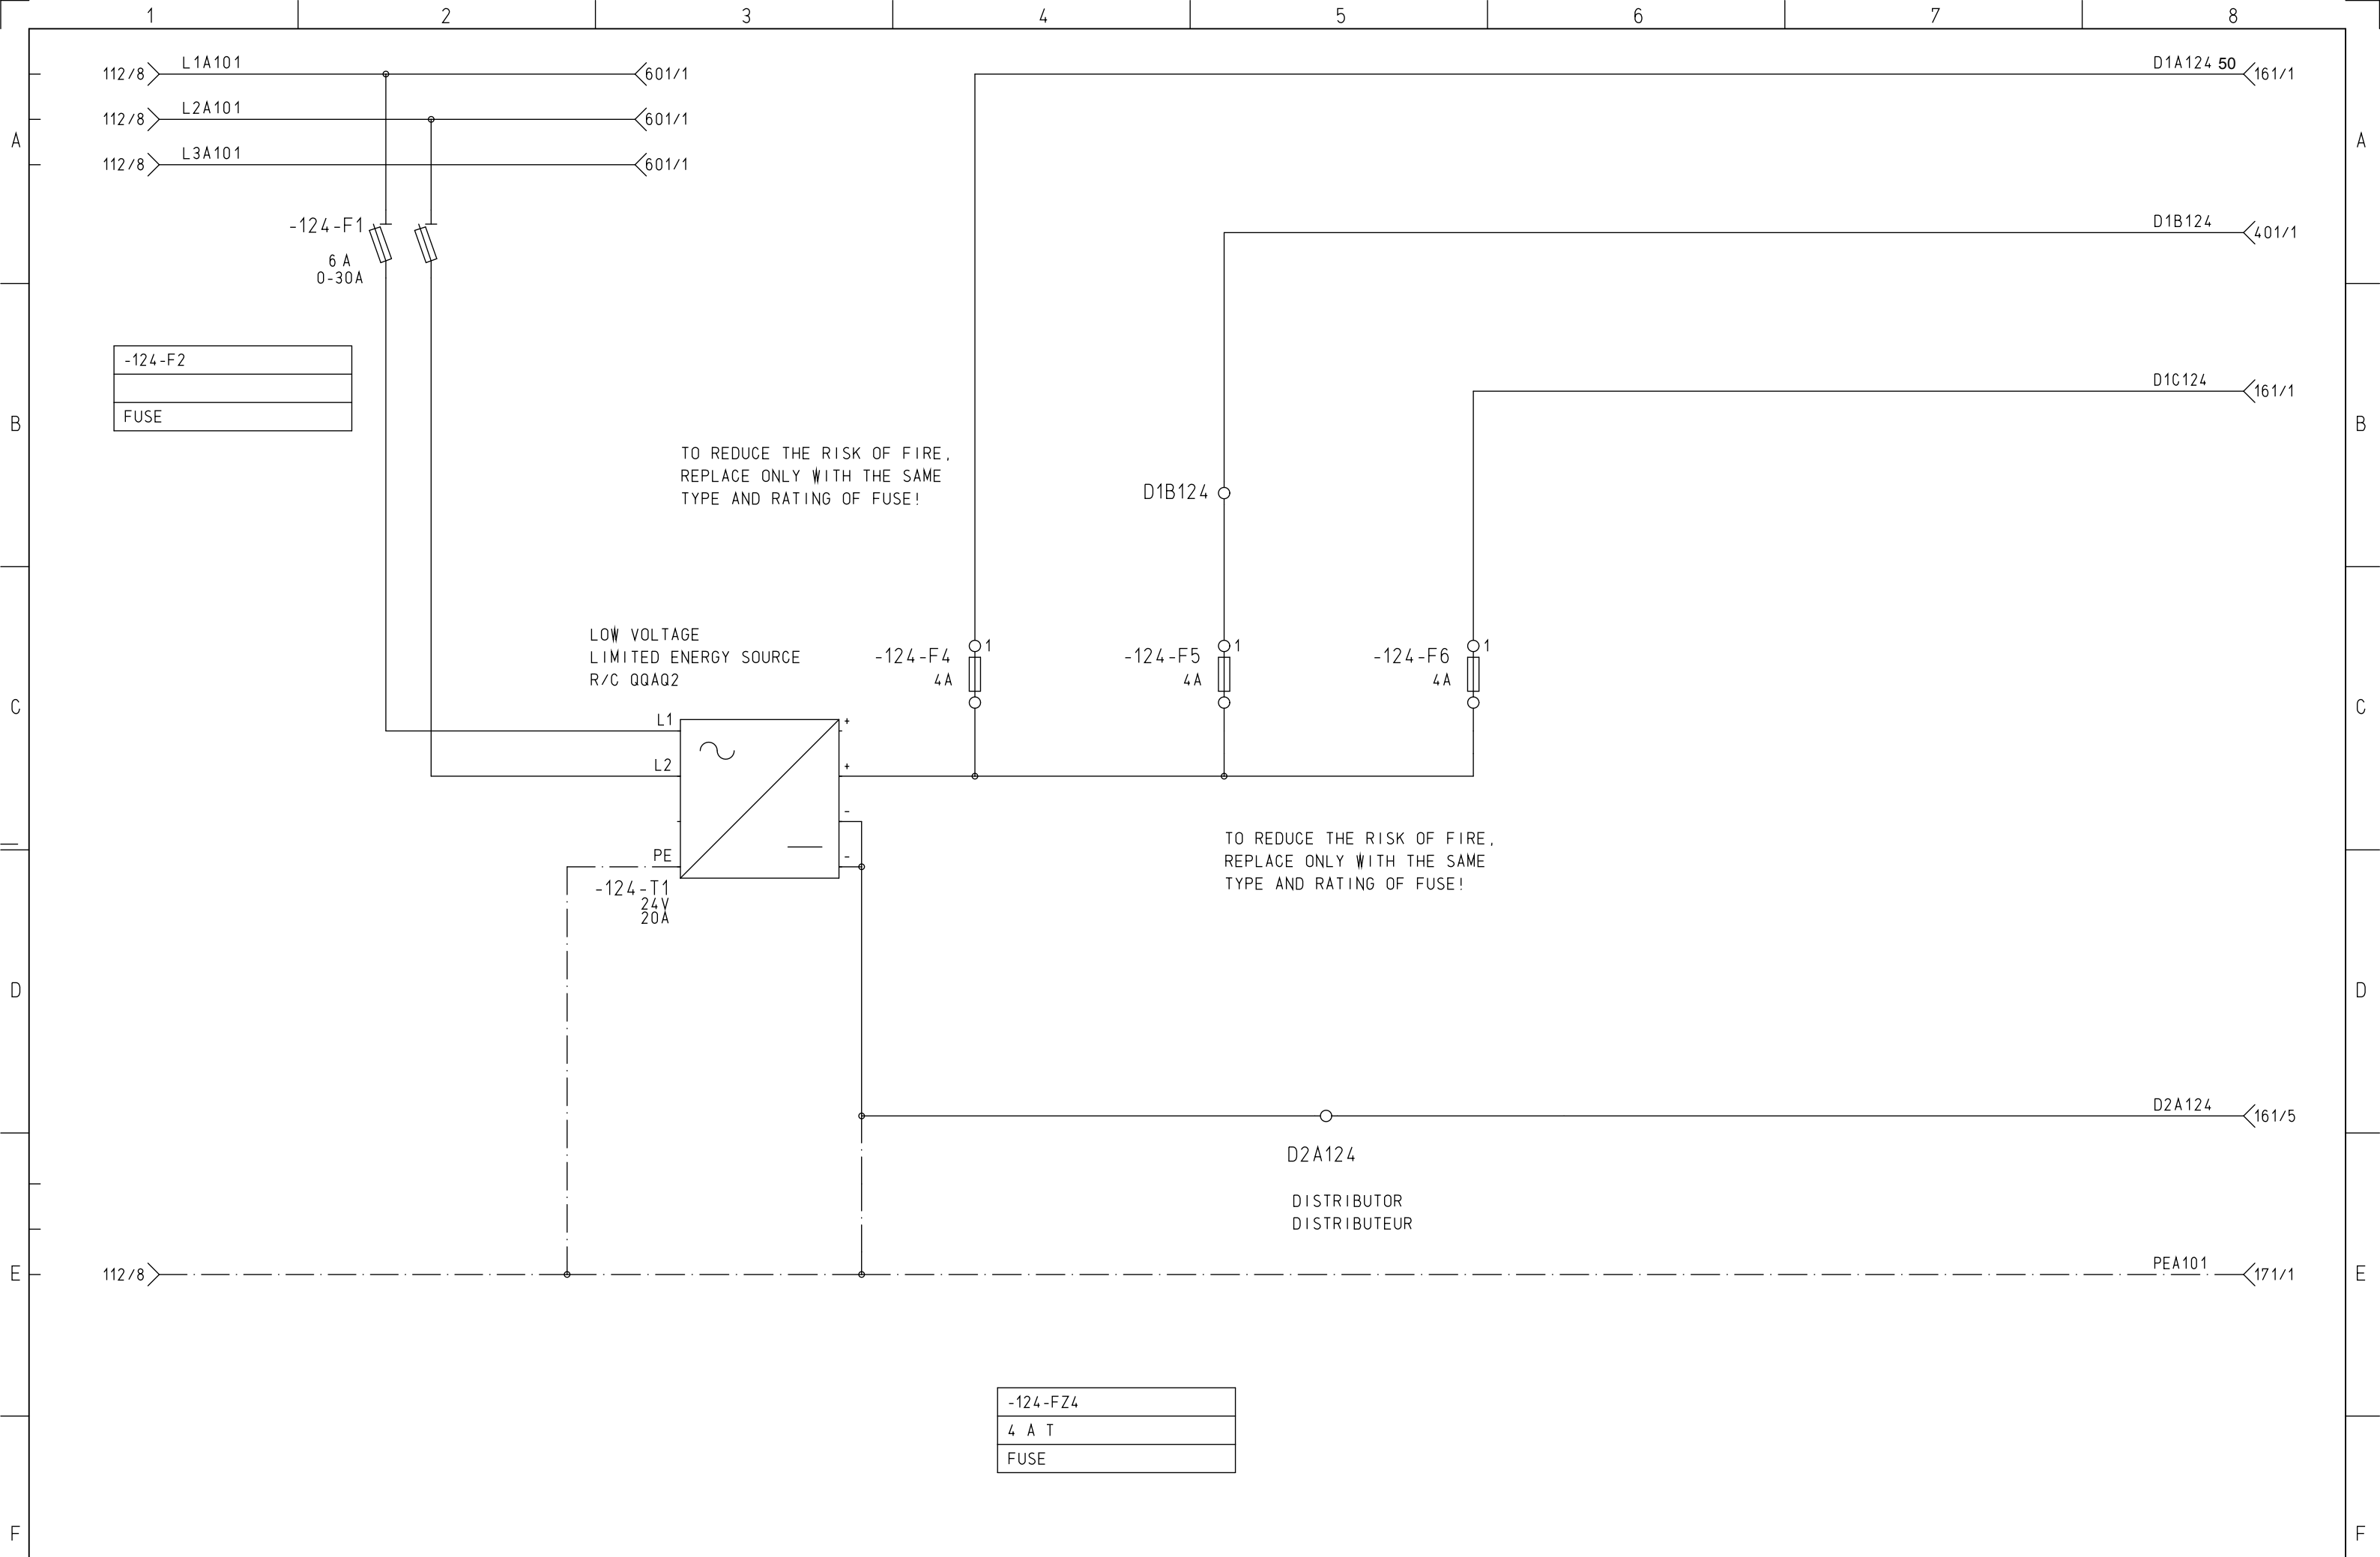 1 2 3 4 5 6 7 8
112/8 L1A101 601/1 D1A124 50 161/1
112/8 L2A101 601/1
A A
112/8 L3A101 601/1
-124-F1 D1B124 401/1
6 A
0-30A
-124-F2
FUSE
D1C124 161/1
B B
TO REDUCE THE RISK OF FIRE,
REPLACE ONLY WITH THE SAME
TYPE AND RATING OF FUSE!
D1B124
LOW VOLTAGE
LIMITED ENERGY SOURCE
R/C QQAQ2
-124-F4 1
4A
-124-F5 1
4A
-124-F6 1
4A
C C
L1 +
L2 +
-
PE -
-124-T1
24V
20A
TO REDUCE THE RISK OF FIRE,
REPLACE ONLY WITH THE SAME
TYPE AND RATING OF FUSE!
D D
D2A124 161/5
D2A124
DISTRIBUTOR
DISTRIBUTEUR
E 112/8 PEA101 171/1 E
-124-FZ4
4 A T
FUSE
F F